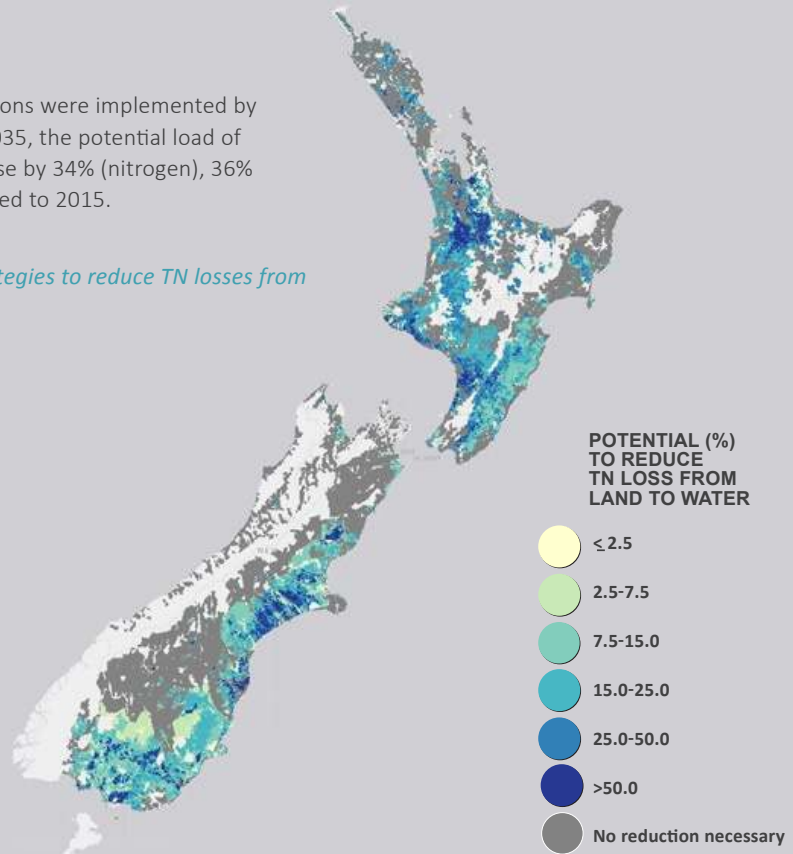 ons were implemented by
035, the potential load of
se by 34% (nitrogen), 36%
ed to 2015.
tegies to reduce TN losses from
POTENTIAL (%)
TO REDUCE
TN LOSS FROM
LAND TO WATER
≤ 2.5
2.5-7.5
7.5-15.0
15.0-25.0
25.0-50.0
>50.0
No reduction necessary